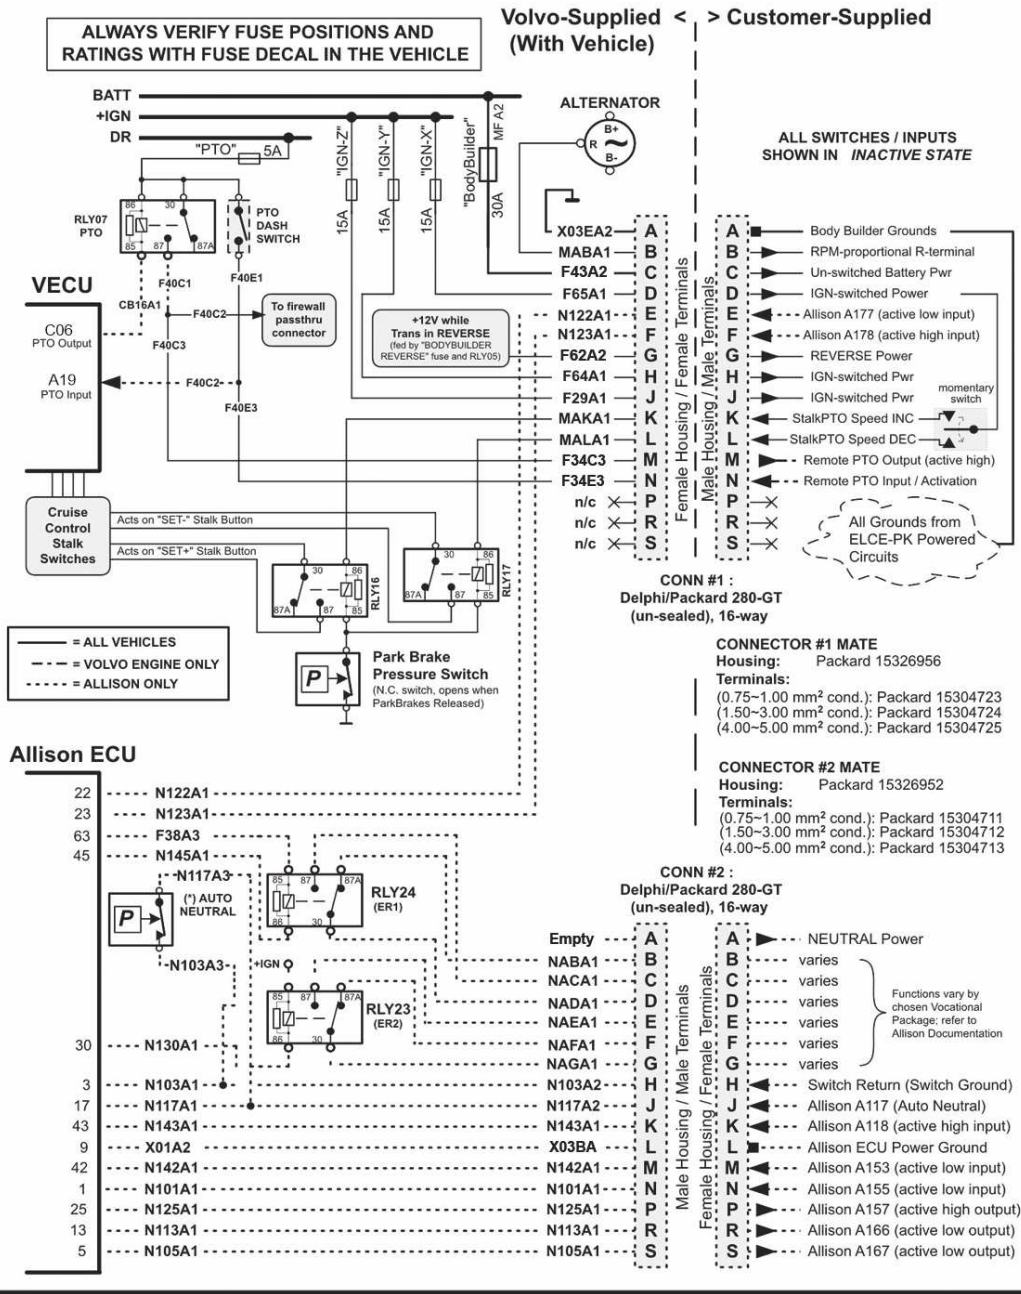 ALWAYS VERIFY FUSE POSITIONS AND
RATINGS WITH FUSE DECAL IN THE VEHICLE
Volvo-Supplied < > Customer-Supplied
(With Vehicle)
BATT
+IGN
DR
"PTO" 5A
"IGN-Z"
15A
"IGN-Y"
15A
"IGN-X"
15A
"BodyBuilder"
MF A2
30A
ALTERNATOR
B+
R
B-
ALL SWITCHES / INPUTS
SHOWN IN INACTIVE STATE
RLY07
PTO
86 30
85 87 87A
PTO
DASH
SWITCH
F40C1
F40E1
CB16A1
F40C2
F40C3
To firewall
passthru
connector
F40C2
F40E3
VECU
C06
PTO Output
A19
PTO Input
+12V while
Trans in REVERSE
(fed by "BODYBUILDER
REVERSE" fuse and RLY05)
X03EA2 A A Body Builder Grounds
MABA1 B B RPM-proportional R-terminal
F43A2 C C Un-switched Battery Pwr
F65A1 D D IGN-switched Power
N122A1 E E Allison A177 (active low input)
N123A1 F F Allison A178 (active high input)
F62A2 G G REVERSE Power
F64A1 H H IGN-switched Pwr
F29A1 J J IGN-switched Pwr
MAKA1 K K StalkPTO Speed INC
MALA1 L L StalkPTO Speed DEC
F34C3 M M Remote PTO Output (active high)
F34E3 N N Remote PTO Input / Activation
n/c P P
n/c R R
n/c S S
Female Housing / Female Terminals
Male Housing / Male Terminals
momentary
switch
All Grounds from
ELCE-PK Powered
Circuits
Cruise
Control
Stalk
Switches
Acts on "SET-" Stalk Button
Acts on "SET+" Stalk Button
30 86
87A 87 85
RLY16
30 86
87A 87 85
RLY17
CONN #1 :
Delphi/Packard 280-GT
(un-sealed), 16-way
= ALL VEHICLES
= VOLVO ENGINE ONLY
= ALLISON ONLY
P
Park Brake
Pressure Switch
(N.C. switch, opens when
ParkBrakes Released)
CONNECTOR #1 MATE
Housing: Packard 15326956
Terminals:
(0.75~1.00 mm² cond.): Packard 15304723
(1.50~3.00 mm² cond.): Packard 15304724
(4.00~5.00 mm² cond.): Packard 15304725
CONNECTOR #2 MATE
Housing: Packard 15326952
Terminals:
(0.75~1.00 mm² cond.): Packard 15304711
(1.50~3.00 mm² cond.): Packard 15304712
(4.00~5.00 mm² cond.): Packard 15304713
Allison ECU
22 N122A1
23 N123A1
63 F38A3
45 N145A1
N117A3
P
(*) AUTO
NEUTRAL
N103A3
85 87 87A
86 30
RLY24
(ER1)
+IGN
85 87 87A
86 30
RLY23
(ER2)
CONN #2 :
Delphi/Packard 280-GT
(un-sealed), 16-way
Empty A A NEUTRAL Power
NABA1 B B varies
NACA1 C C varies
NADA1 D D varies
NAEA1 E E varies
NAFA1 F F varies
NAGA1 G G varies
Functions vary by
chosen Vocational
Package; refer to
Allison Documentation
Male Housing / Male Terminals
Female Housing / Female Terminals
30 N130A1
3 N103A1 N103A2 H H Switch Return (Switch Ground)
17 N117A1 N117A2 J J Allison A117 (Auto Neutral)
43 N143A1 N143A1 K K Allison A118 (active high input)
9 X01A2 X03BA L L Allison ECU Power Ground
42 N142A1 N142A1 M M Allison A153 (active low input)
1 N101A1 N101A1 N N Allison A155 (active low input)
25 N125A1 N125A1 P P Allison A157 (active high output)
13 N113A1 N113A1 R R Allison A166 (active low output)
5 N105A1 N105A1 S S Allison A167 (active low output)